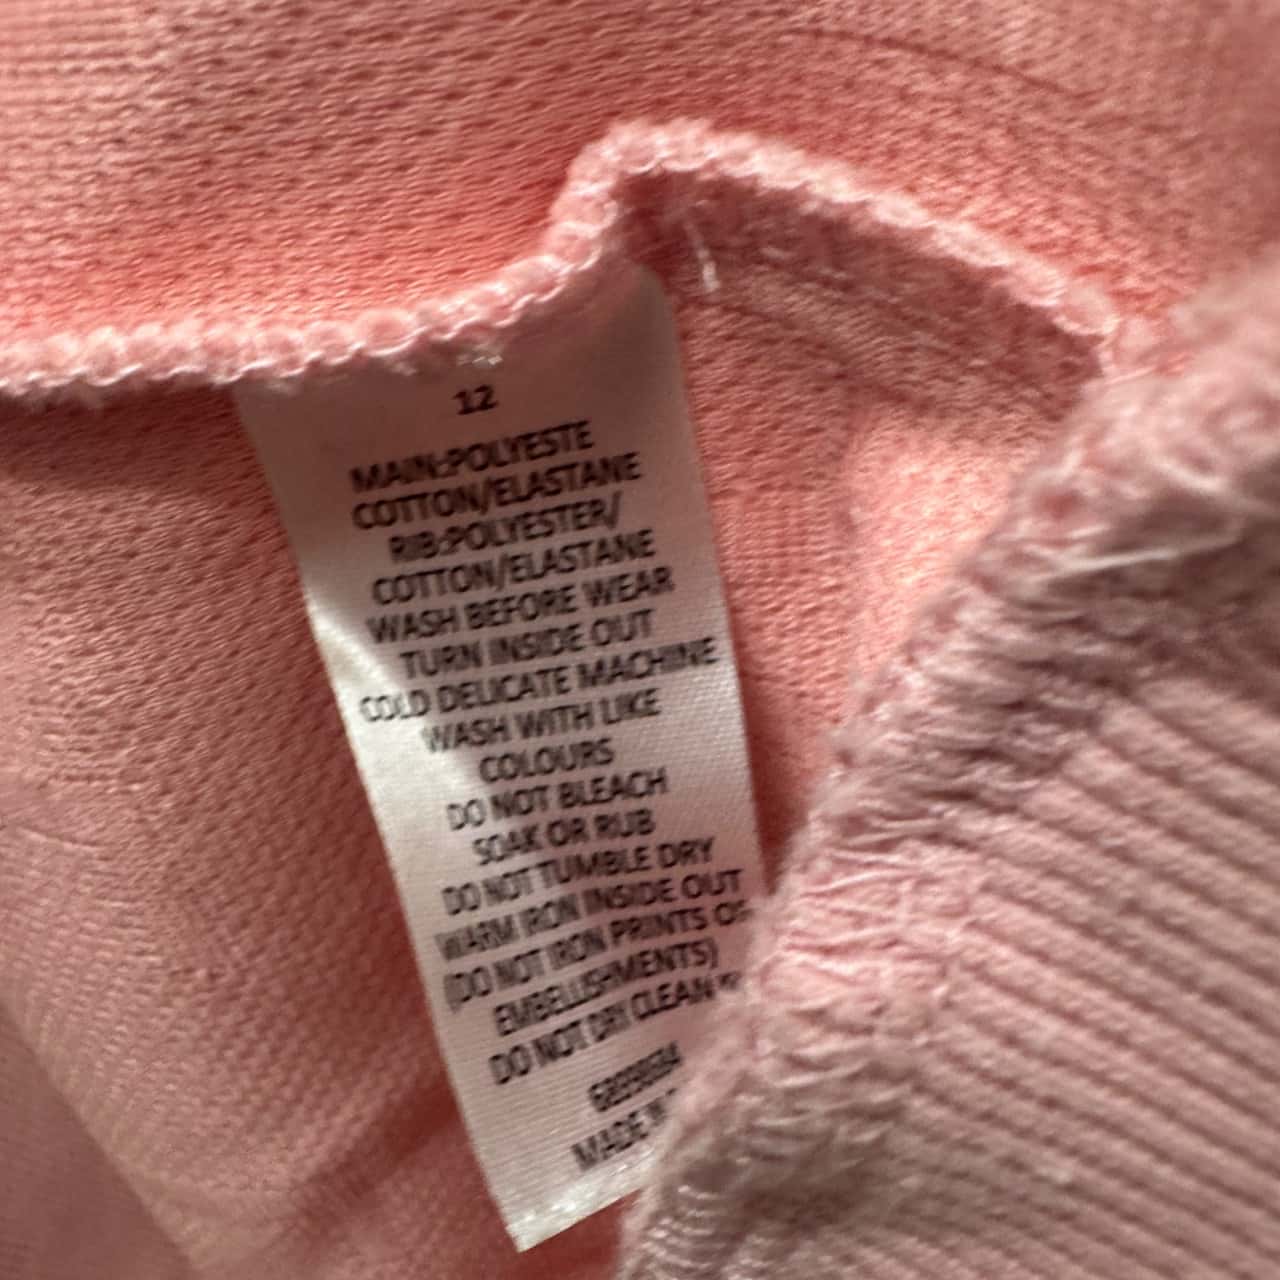 12
MAIN:POLYESTE
COTTON/ELASTANE
RIB:POLYESTER/
COTTON/ELASTANE
WASH BEFORE WEAR
TURN INSIDE OUT
COLD DELICATE MACHINE
WASH WITH LIKE
COLOURS
DO NOT BLEACH
SOAK OR RUB
DO NOT TUMBLE DRY
WARM IRON INSIDE OUT
(DO NOT IRON PRINTS OR
EMBELLISHMENTS)
DO NOT DRY CLEAN
MADE